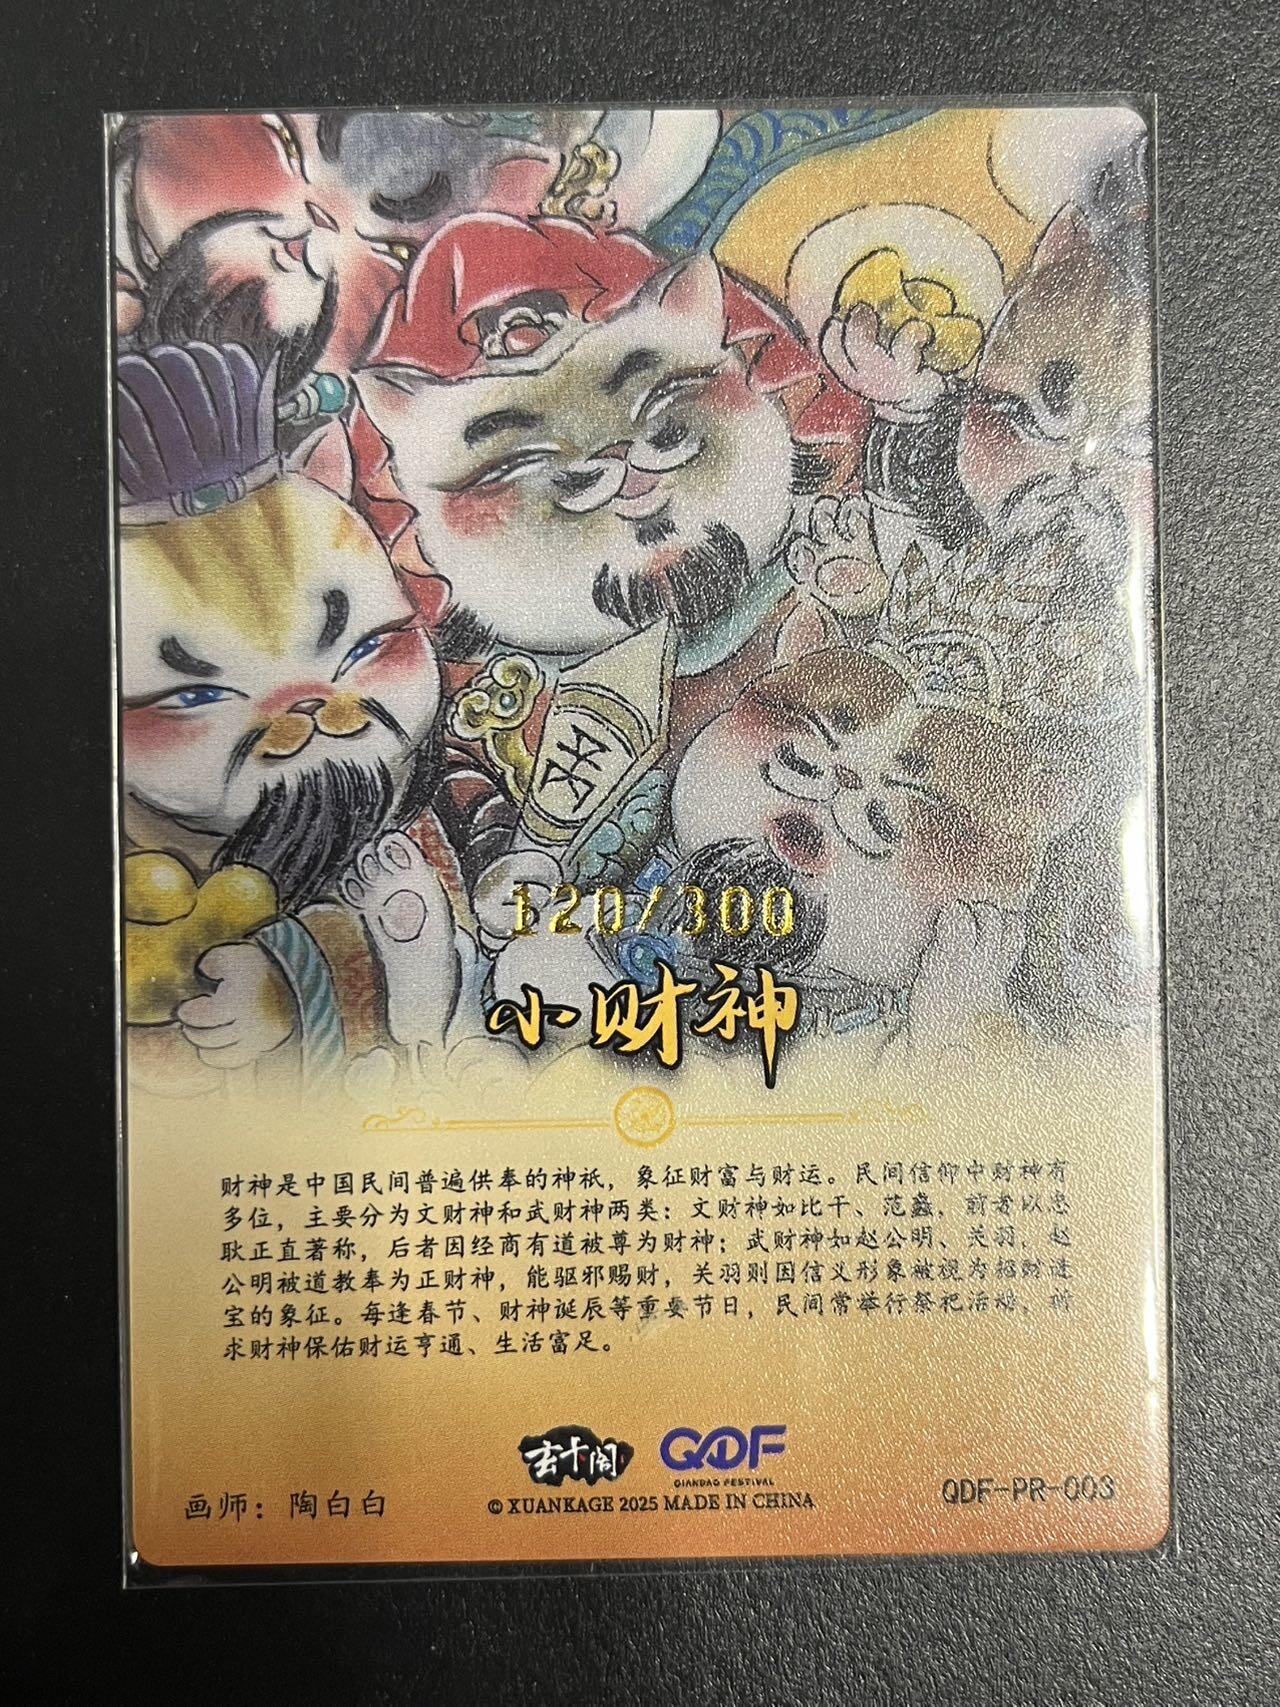 120/300
小财神
财神是中国民间普遍供奉的神祇，象征财富与财运。民间信仰中财神有
多位，主要分为文财神和武财神两类：文财神如比干、范蠡，前者以忠
耿正直著称，后者因经商有道被尊为财神；武财神如赵公明、关羽，赵
公明被道教奉为正财神，能驱邪赐财，关羽则因信义形象被视为招财进
宝的象征。每逢春节、财神诞辰等重要节日，民间常举行祭祀活动，祈
求财神保佑财运亨通、生活富足。
玄卡阁 QDF
QIANDAO FESTIVAL
画师：陶白白
© XUANKAGE 2025 MADE IN CHINA
QDF-PR-003